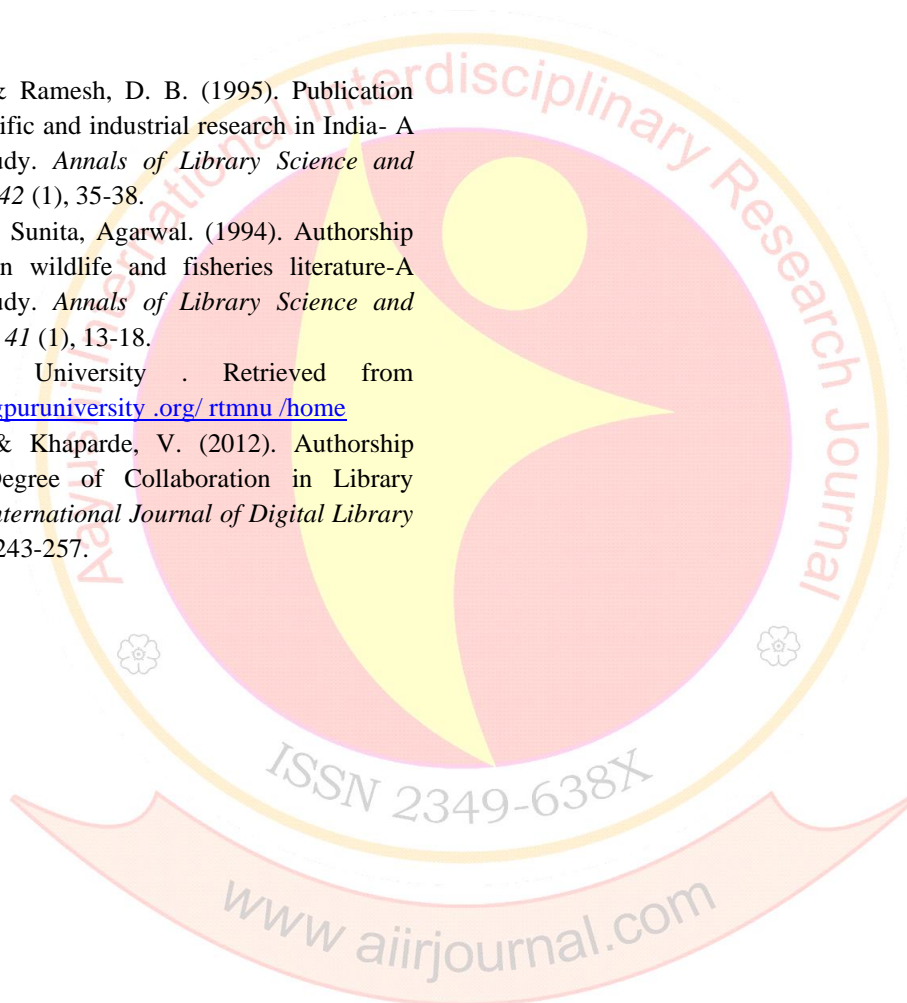 & Ramesh, D. B. (1995). Publication
ific and industrial research in India- A
udy. Annals of Library Science and
42 (1), 35-38.
Sunita, Agarwal. (1994). Authorship
n wildlife and fisheries literature-A
udy. Annals of Library Science and
41 (1), 13-18.
University . Retrieved from
gpuruniversity .org/ rtmnu /home
& Khaparde, V. (2012). Authorship
Degree of Collaboration in Library
nternational Journal of Digital Library
243-257.
Aayushi International Interdisciplinary Research Journal
ISSN 2349-638X
www aiirjournal.com